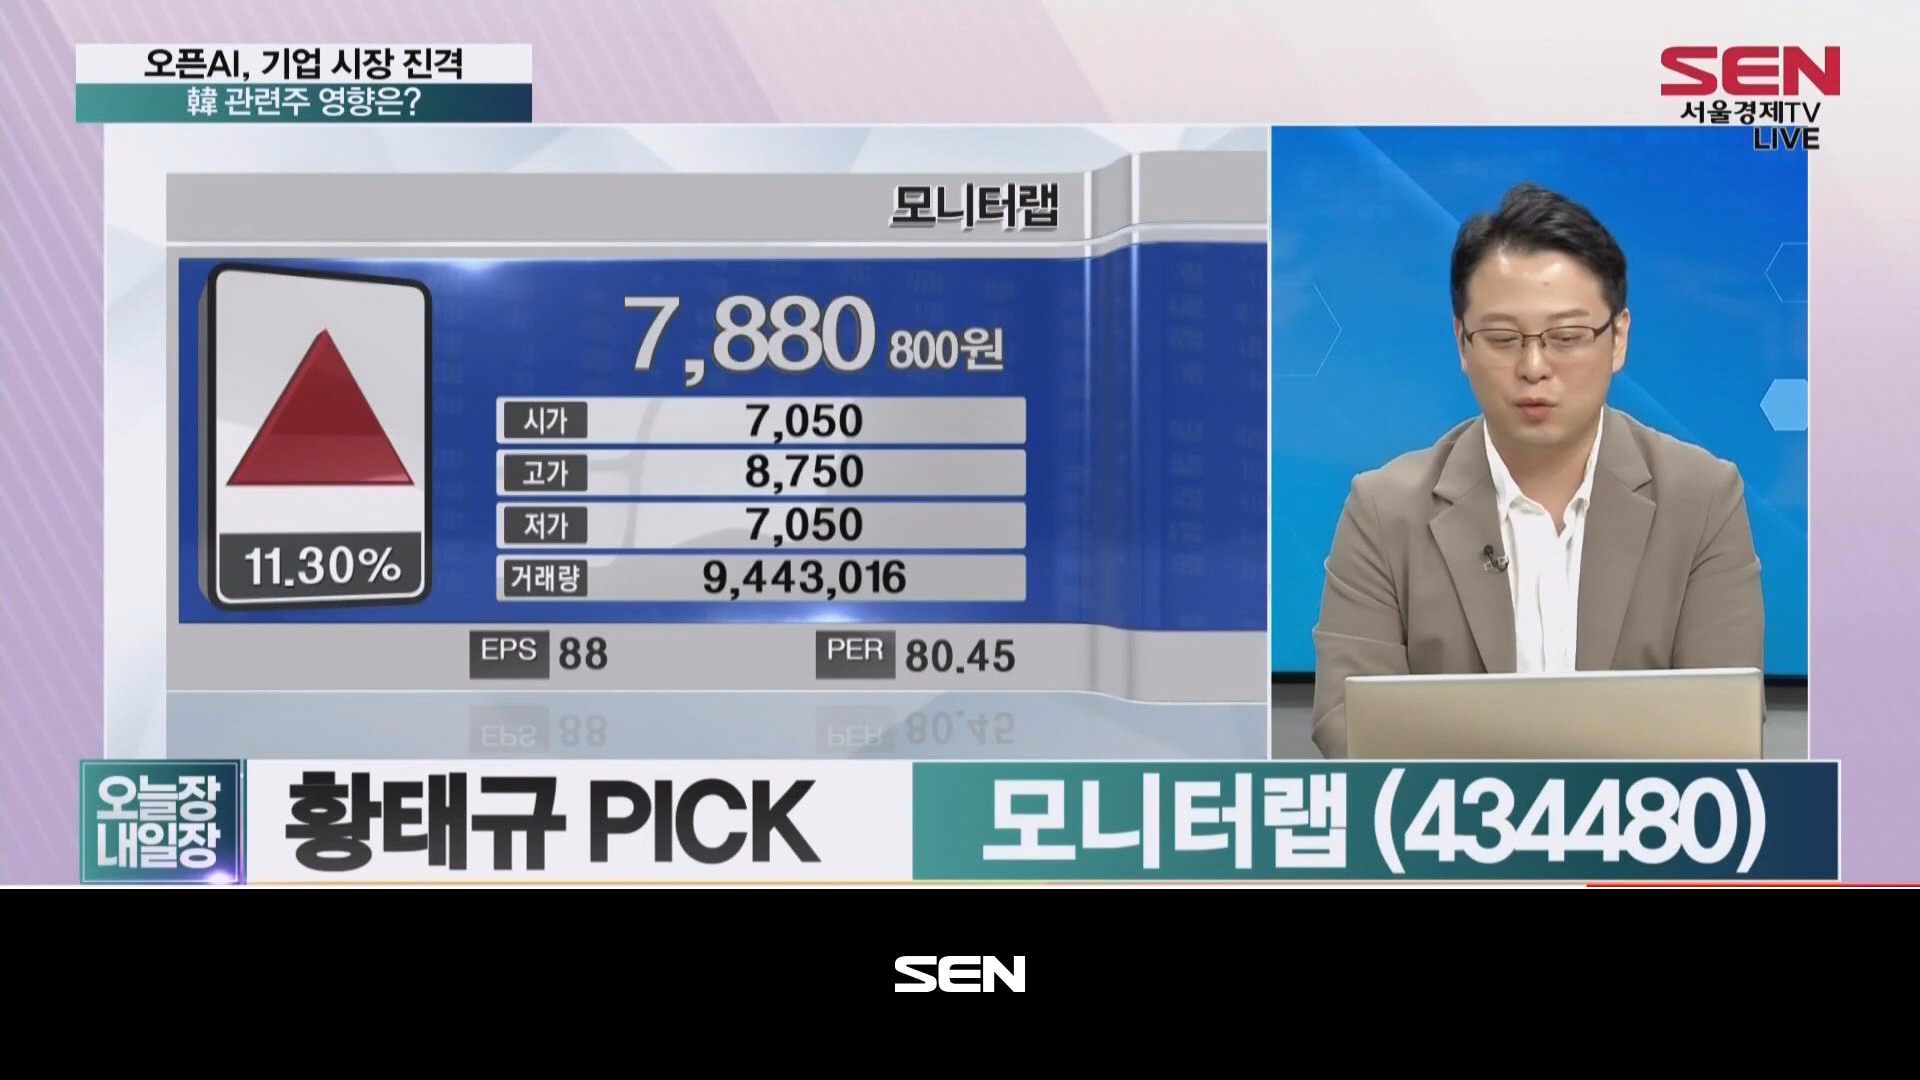 오픈AI, 기업 시장 진격
韓 관련주 영향은?
SEN
서울경제TV
LIVE
모니터랩
7,880 800원
11.30%
시가 7,050
고가 8,750
저가 7,050
거래량 9,443,016
EPS 88 PER 80.45
오늘장
내일장
황태규 PICK 모니터랩 (434480)
SEN